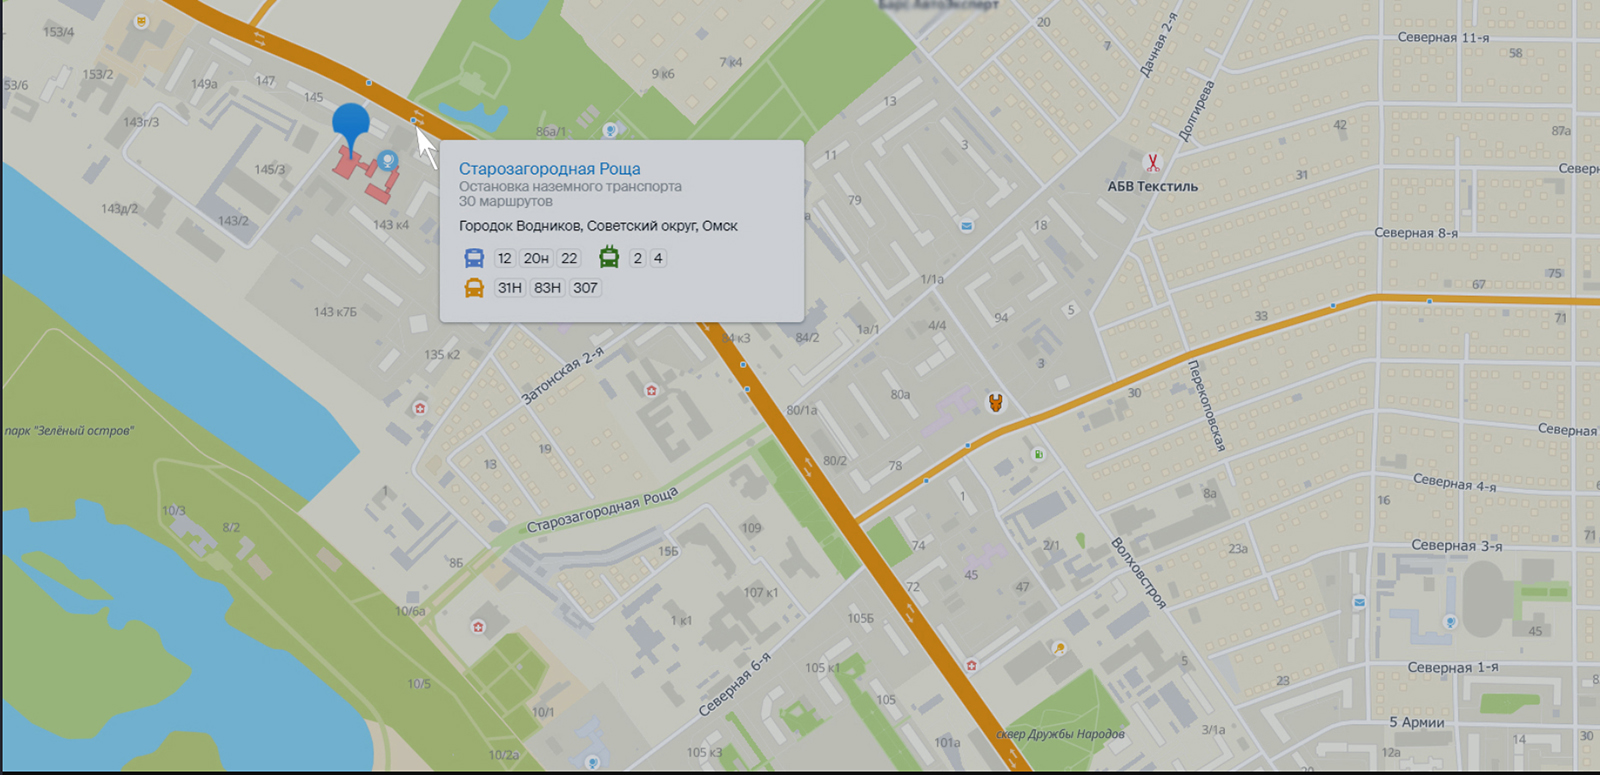 Барс АвтоЭксперт
153/4
20
7
Дачная 2-я
Северная 11-я
58
153/2
9 к6
7 к4
149а
147
145
13
Долгирева
42
87а
143г/3
86а/1
11
3
145/3
31
АБВ Текстиль
143д/2
143/2
143 к4
79
18
Северная 8-я
Старозагородная Роща
Остановка наземного транспорта
30 маршрутов
Городок Водников, Советский округ, Омск
12 20н 22 2 4
31Н 83Н 307
1/1а
75
67
143 к7Б
94
5
33
71
4/4
1а/1
84 к3
84/2
135 к2
Затонская 2-я
3
Перекоповская
30
80а
80/1а
парк "Зелёный остров"
19
13
80/2
78
Северная
Северная 4-я
1
Старозагородная Роща
1
8а
16
10/3
8/2
109
15Б
74
2/1
23а
Северная 3-я
71
8Б
45
47
72
107 к1
Волховстроя
10/6а
1 к1
105Б
45
105 к1
5
Северная 1-я
10/5
Северная 6-я
105
23
10/1
5 Армии
сквер Дружбы Народов
3/1а
10/2а
105 к3
101а
12а
14
30